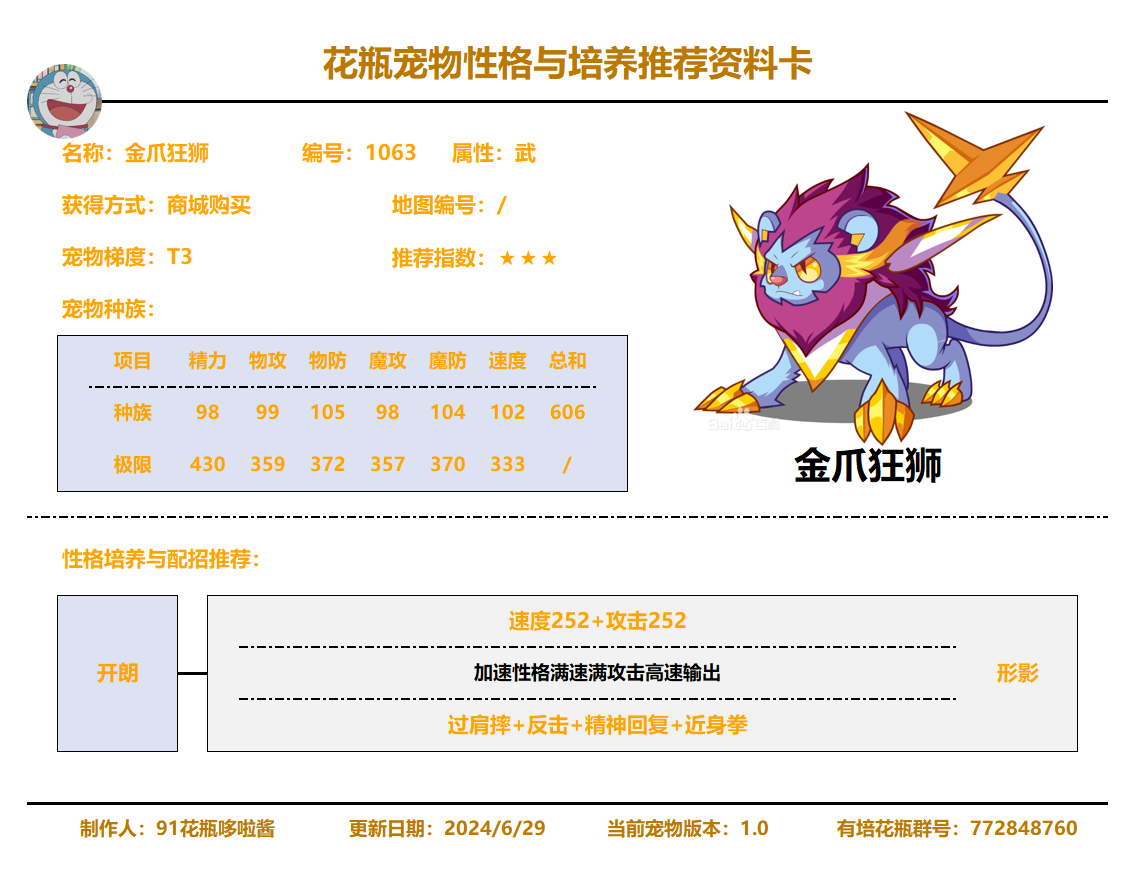 花瓶宠物性格与培养推荐资料卡
名称：金爪狂狮 编号：1063 属性：武
获得方式：商城购买 地图编号：/
宠物梯度：T3 推荐指数：★★★
宠物种族：
项目 精力 物攻 物防 魔攻 魔防 速度 总和
种族 98 99 105 98 104 102 606
极限 430 359 372 357 370 333 /
Bai百科
金爪狂狮
性格培养与配招推荐：
速度252+攻击252
开朗 加速性格满速满攻击高速输出 形影
过肩摔+反击+精神回复+近身拳
制作人：91花瓶哆啦酱 更新日期：2024/6/29 当前宠物版本：1.0 有培花瓶群号：772848760